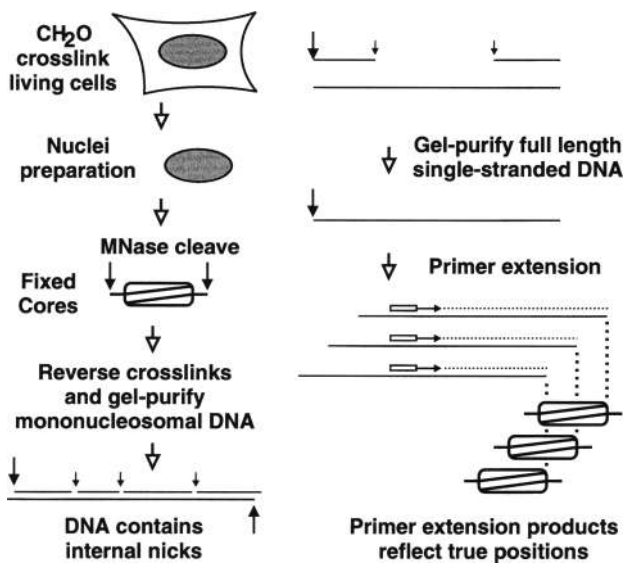 CH₂O
crosslink
living cells
Nuclei
preparation
MNase cleave
Fixed
Cores
Reverse crosslinks
and gel-purify
mononucleosomal DNA
DNA contains
internal nicks
Gel-purify full length
single-stranded DNA
Primer extension
Primer extension products
reflect true positions